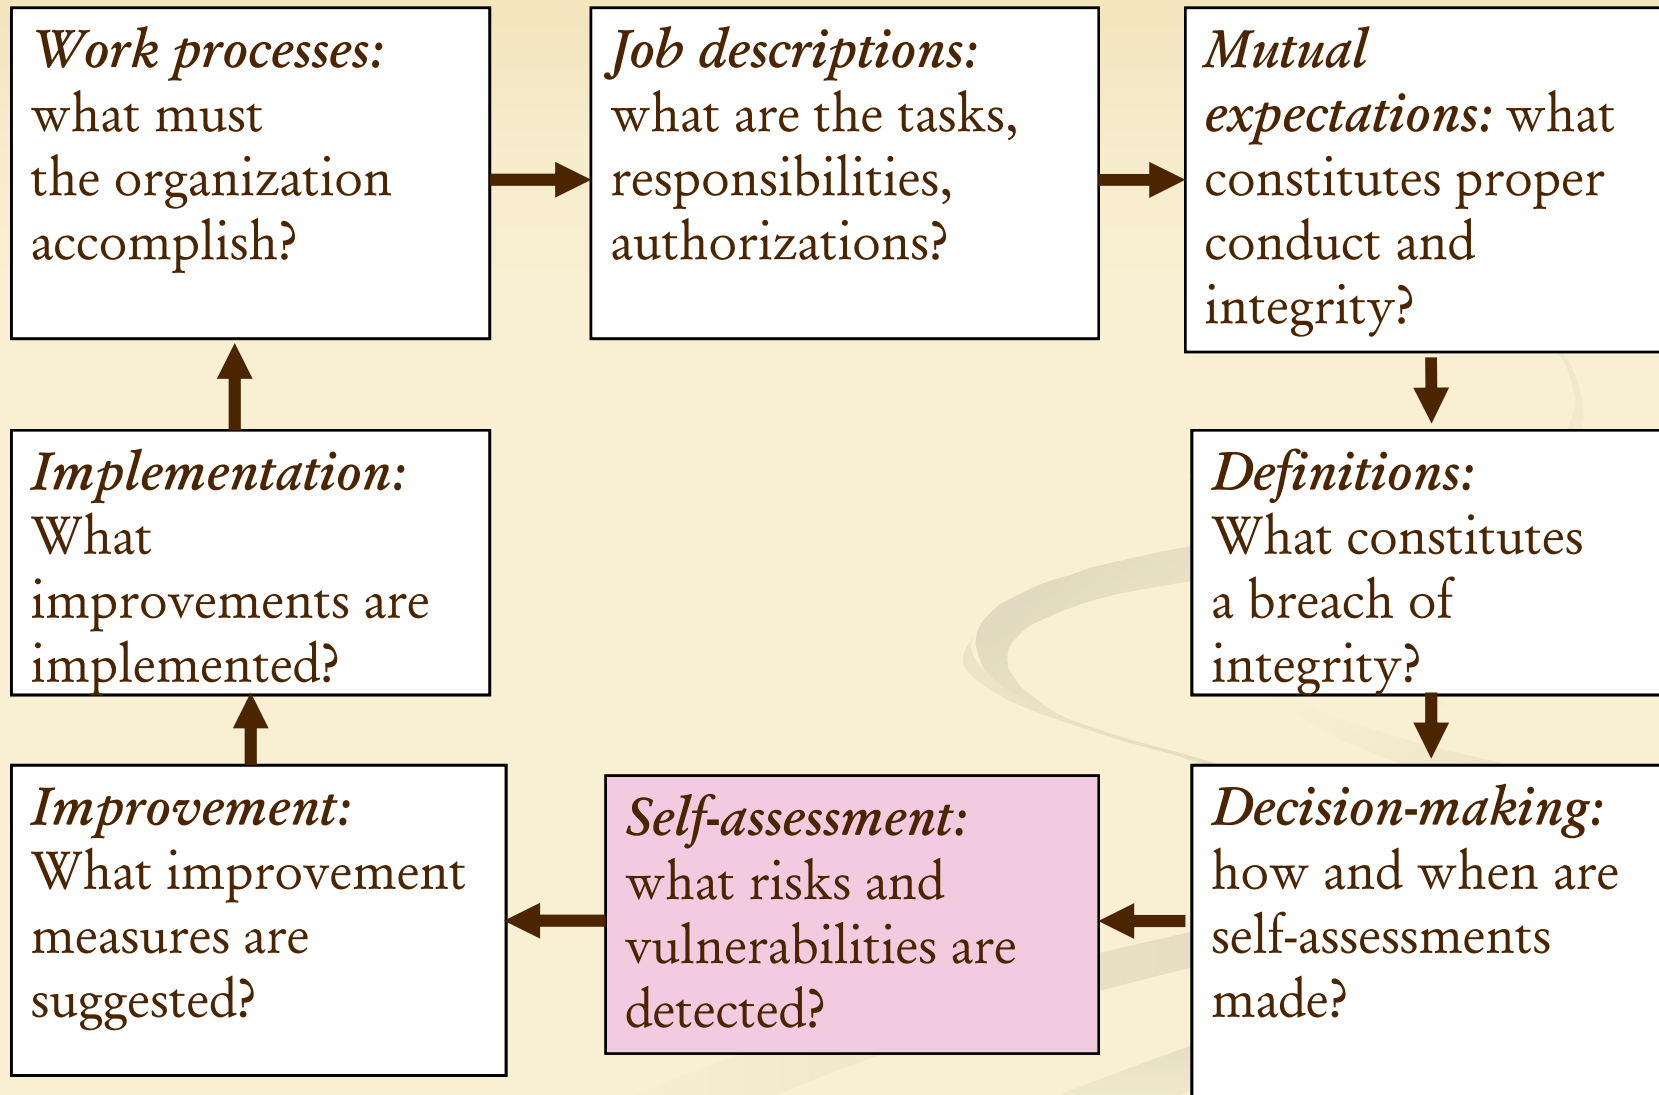 Work processes:
what must
the organization
accomplish?
Job descriptions:
what are the tasks,
responsibilities,
authorizations?
Mutual
expectations: what
constitutes proper
conduct and
integrity?
Definitions:
What constitutes
a breach of
integrity?
Decision-making:
how and when are
self-assessments
made?
Self-assessment:
what risks and
vulnerabilities are
detected?
Improvement:
What improvement
measures are
suggested?
Implementation:
What
improvements are
implemented?